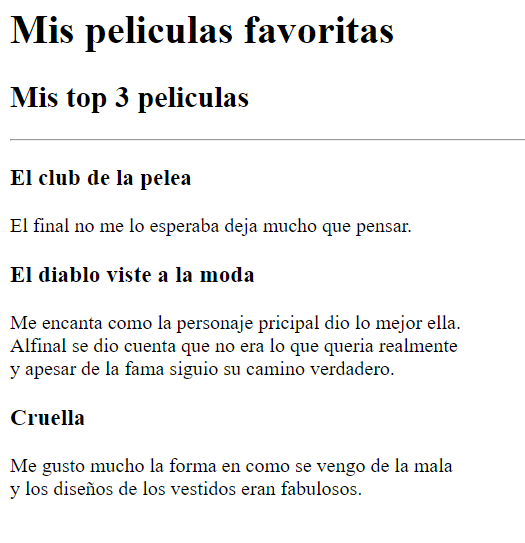 Mis peliculas favoritas
Mis top 3 peliculas
El club de la pelea
El final no me lo esperaba deja mucho que pensar.
El diablo viste a la moda
Me encanta como la personaje pricipal dio lo mejor ella.
Alfinal se dio cuenta que no era lo que queria realmente
y apesar de la fama siguio su camino verdadero.
Cruella
Me gusto mucho la forma en como se vengo de la mala
y los diseños de los vestidos eran fabulosos.